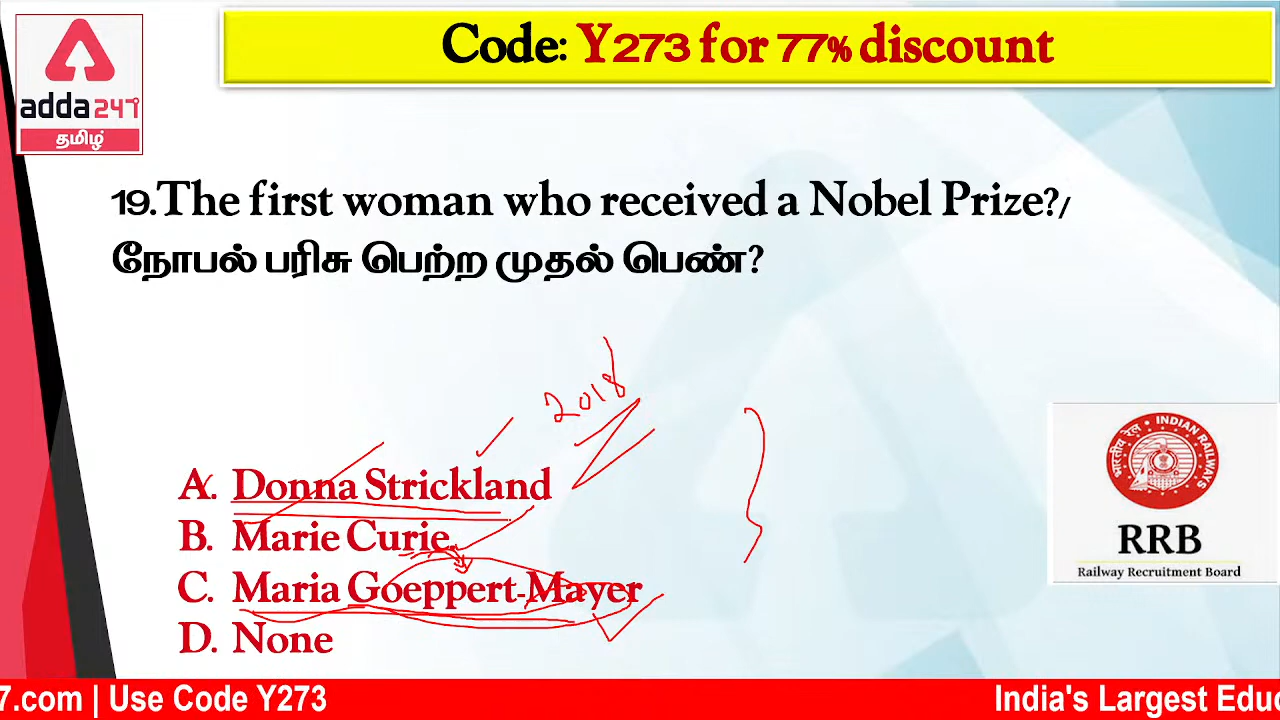 Code: Y273 for 77% discount
adda247
தமிழ்
19.The first woman who received a Nobel Prize?/
நோபல் பரிசு பெற்ற முதல் பெண்?
2018
A. Donna Strickland
B. Marie Curie.
C. Maria Goeppert-Mayer
D. None
भारतीय रेल INDIAN RAILWAYS
RRB
Railway Recruitment Board
7.com | Use Code Y273
India's Largest Educ